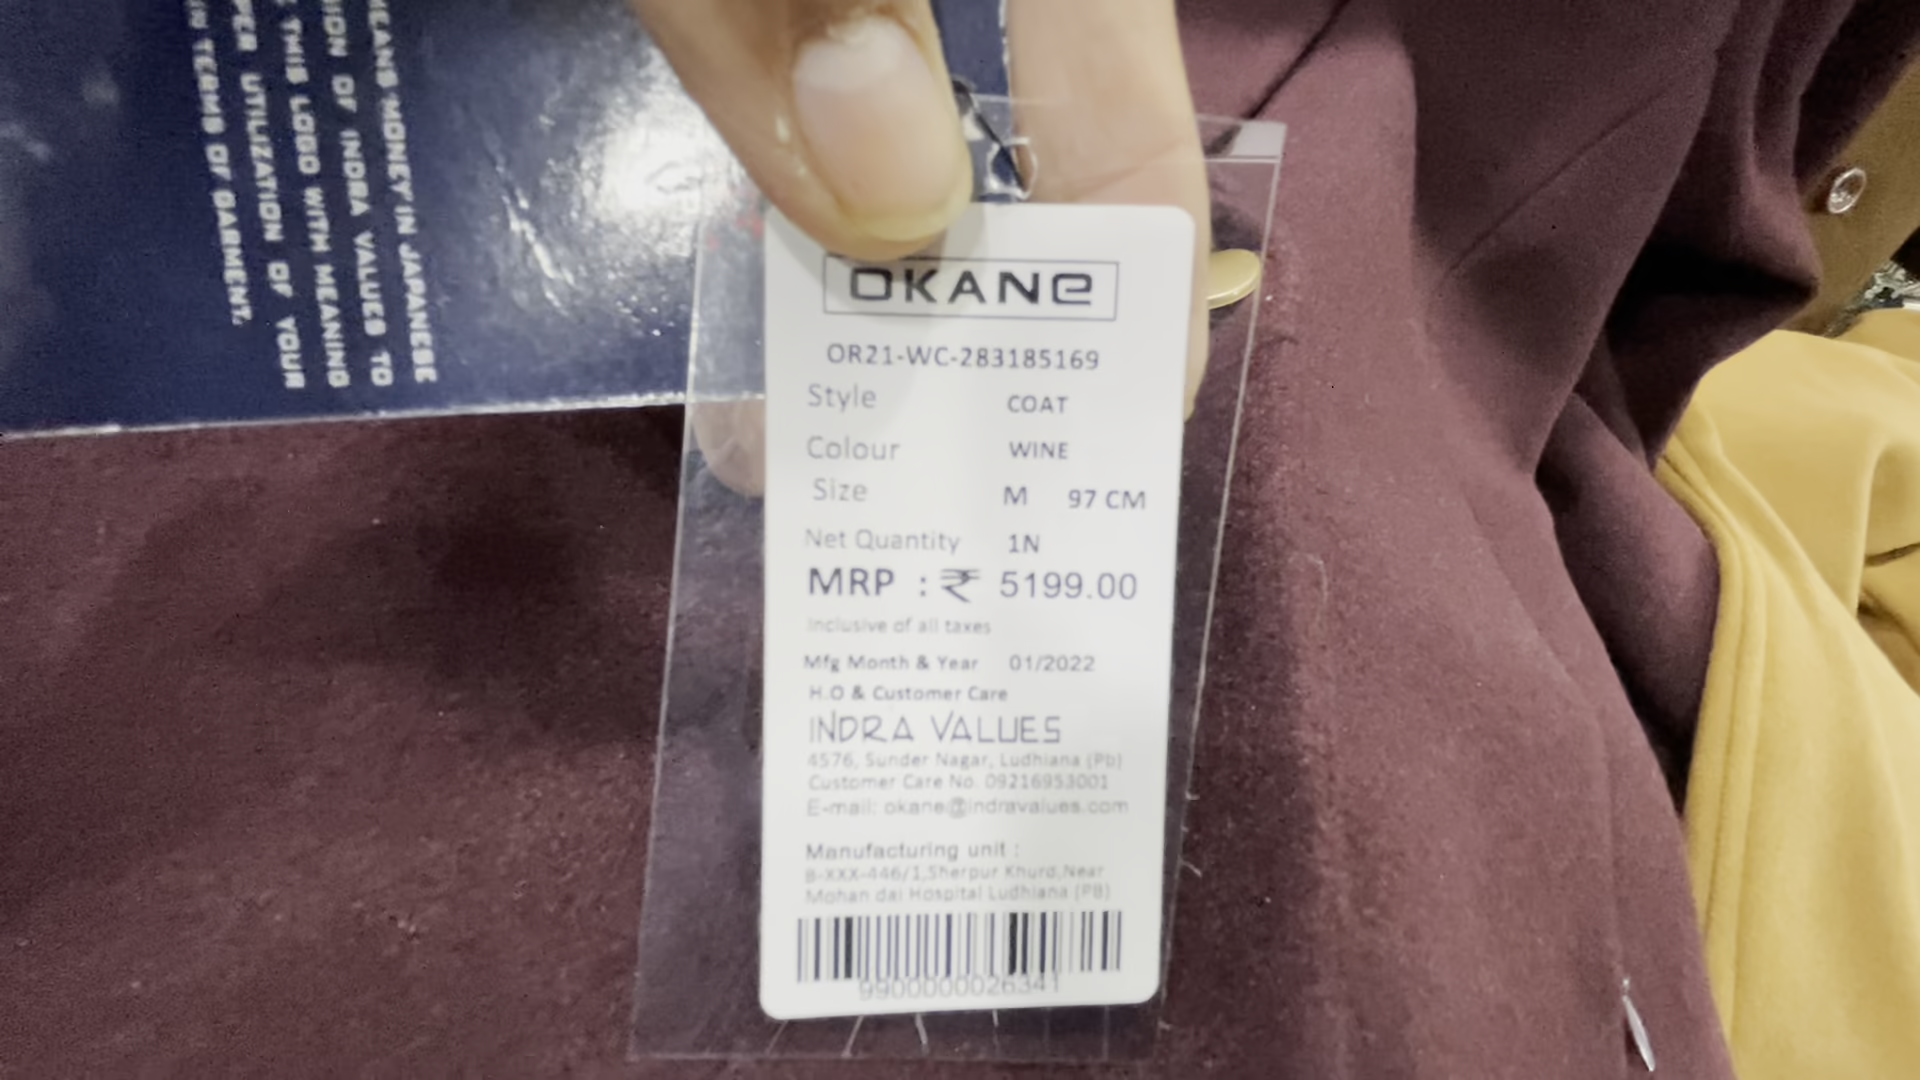 MEANS MONEY IN JAPANESE
ION OF INDRA VALUES TO
THIS LOGO WITH MEANING
PER UTILIZATION OF YOUR
IN TERMS OF GARMENT.
OKANE
OR21-WC-283185169
Style COAT
Colour WINE
Size M 97 CM
Net Quantity 1N
MRP : ₹ 5199.00
Inclusive of all taxes
Mfg Month & Year 01/2022
H.O & Customer Care
INDRA VALUES
4576, Sunder Nagar, Ludhiana (Pb)
Customer Care No. 09216953001
E-mail: okane@indravalues.com
Manufacturing unit :
B-XXX-446/1,Sherpur Khurd,Near
Mohan dai Hospital Ludhiana (PB)
9900000026341